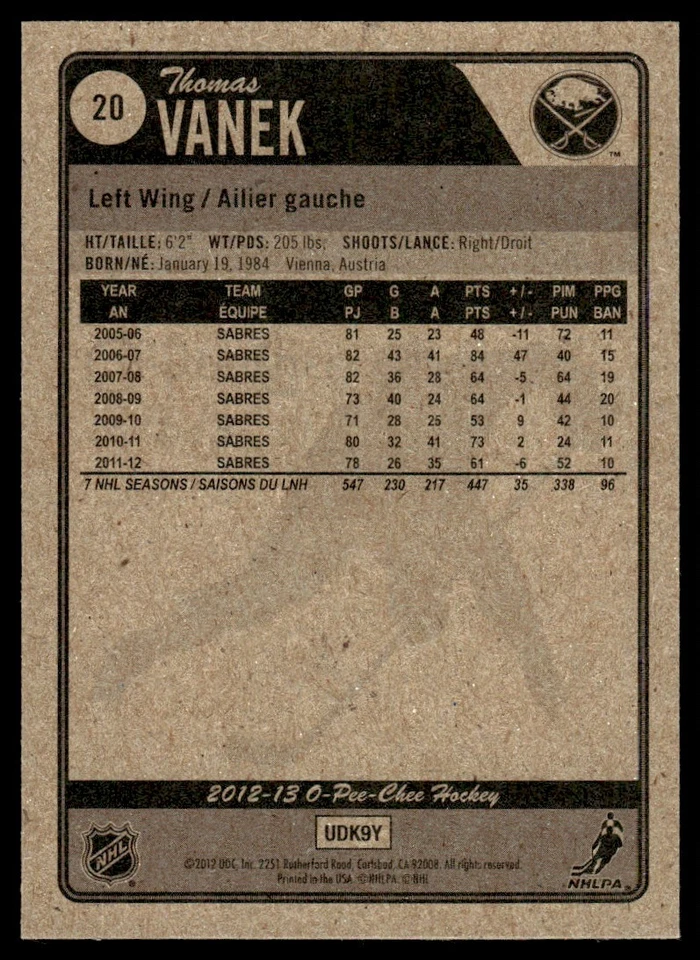 20
Thomas
VANEK
TM
Left Wing / Ailier gauche
HT/TAILLE: 6'2" WT/PDS: 205 lbs. SHOOTS/LANCE: Right/Droit
BORN/NÉ: January 19, 1984 Vienna, Austria
YEAR TEAM GP G A PTS +/- PIM PPG
AN ÉQUIPE PJ B A PTS +/- PUN BAN
2005-06 SABRES 81 25 23 48 -11 72 11
2006-07 SABRES 82 43 41 84 47 40 15
2007-08 SABRES 82 36 28 64 -5 64 19
2008-09 SABRES 73 40 24 64 -1 44 20
2009-10 SABRES 71 28 25 53 9 42 10
2010-11 SABRES 80 32 41 73 2 24 11
2011-12 SABRES 78 26 35 61 -6 52 10
7 NHL SEASONS / SAISONS DU LNH 547 230 217 447 35 338 96
2012-13 O-Pee-Chee Hockey
UDK9Y
NHL ®
©2012 UDC, Inc. 2251 Rutherford Road, Carlsbad, CA 92008. All rights reserved.
Printed in the USA. ©NHLPA. ©NHL
NHLPA